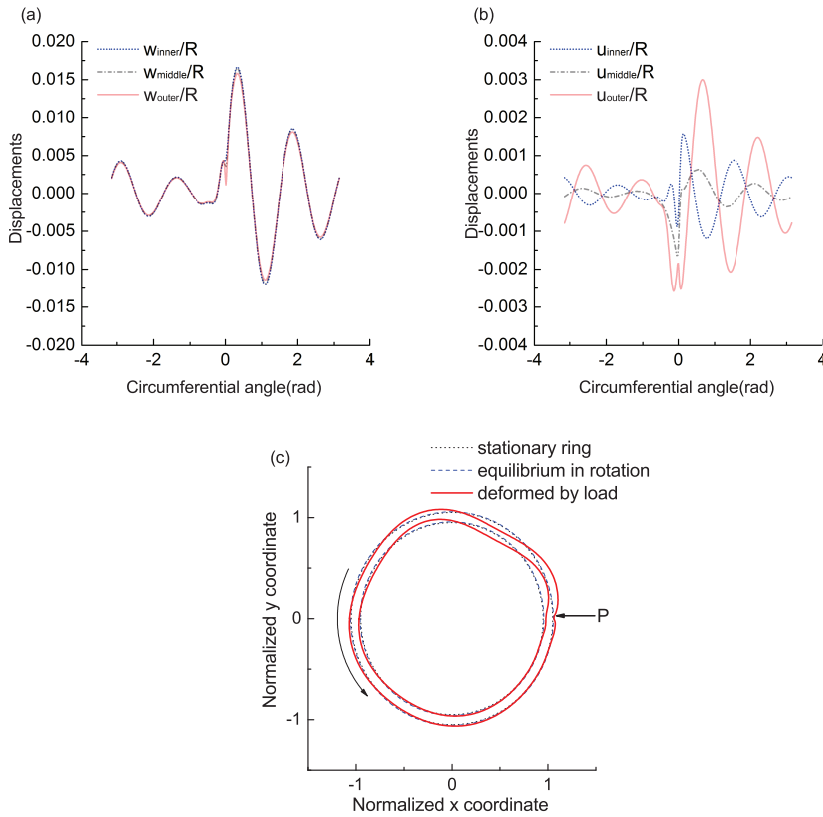 (a)
0.020
0.015
0.010
0.005
0.000
-0.005
-0.010
-0.015
-0.020
Displacements
winner/R
wmiddle/R
wouter/R
-4
-2
0
2
4
Circumferential angle(rad)
(b)
0.004
0.003
0.002
0.001
0.000
-0.001
-0.002
-0.003
-0.004
Displacements
uinner/R
umiddle/R
uouter/R
-4
-2
0
2
4
Circumferential angle(rad)
(c)
stationary ring
equilibrium in rotation
deformed by load
1
0
-1
Normalized y coordinate
P
-1
0
1
Normalized x coordinate